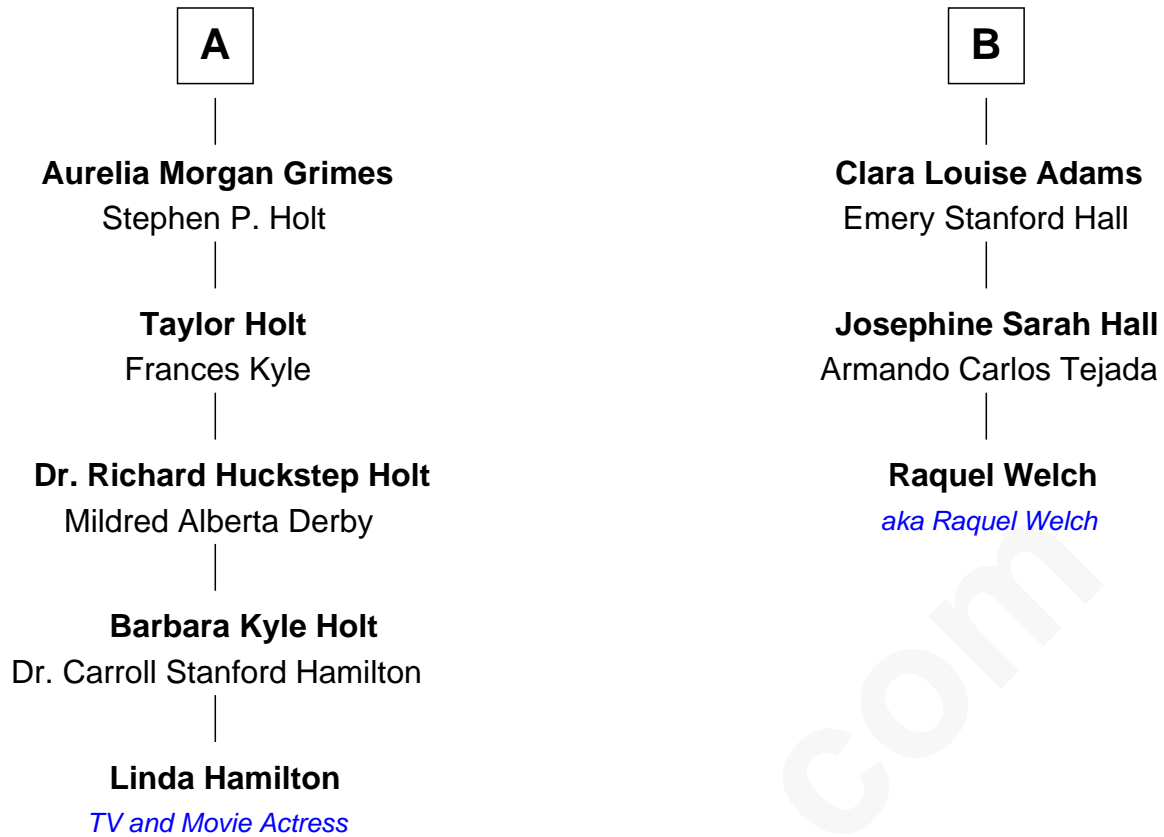 A
Aurelia Morgan Grimes
Stephen P. Holt
Taylor Holt
Frances Kyle
Dr. Richard Huckstep Holt
Mildred Alberta Derby
Barbara Kyle Holt
Dr. Carroll Stanford Hamilton
Linda Hamilton
TV and Movie Actress
B
Clara Louise Adams
Emery Stanford Hall
Josephine Sarah Hall
Armando Carlos Tejada
Raquel Welch
aka Raquel Welch
com